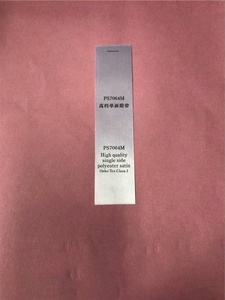 PS7004M
高档单面缎带
PS7004M
High quality
single side
polyester satin
Oeko Tex Class I